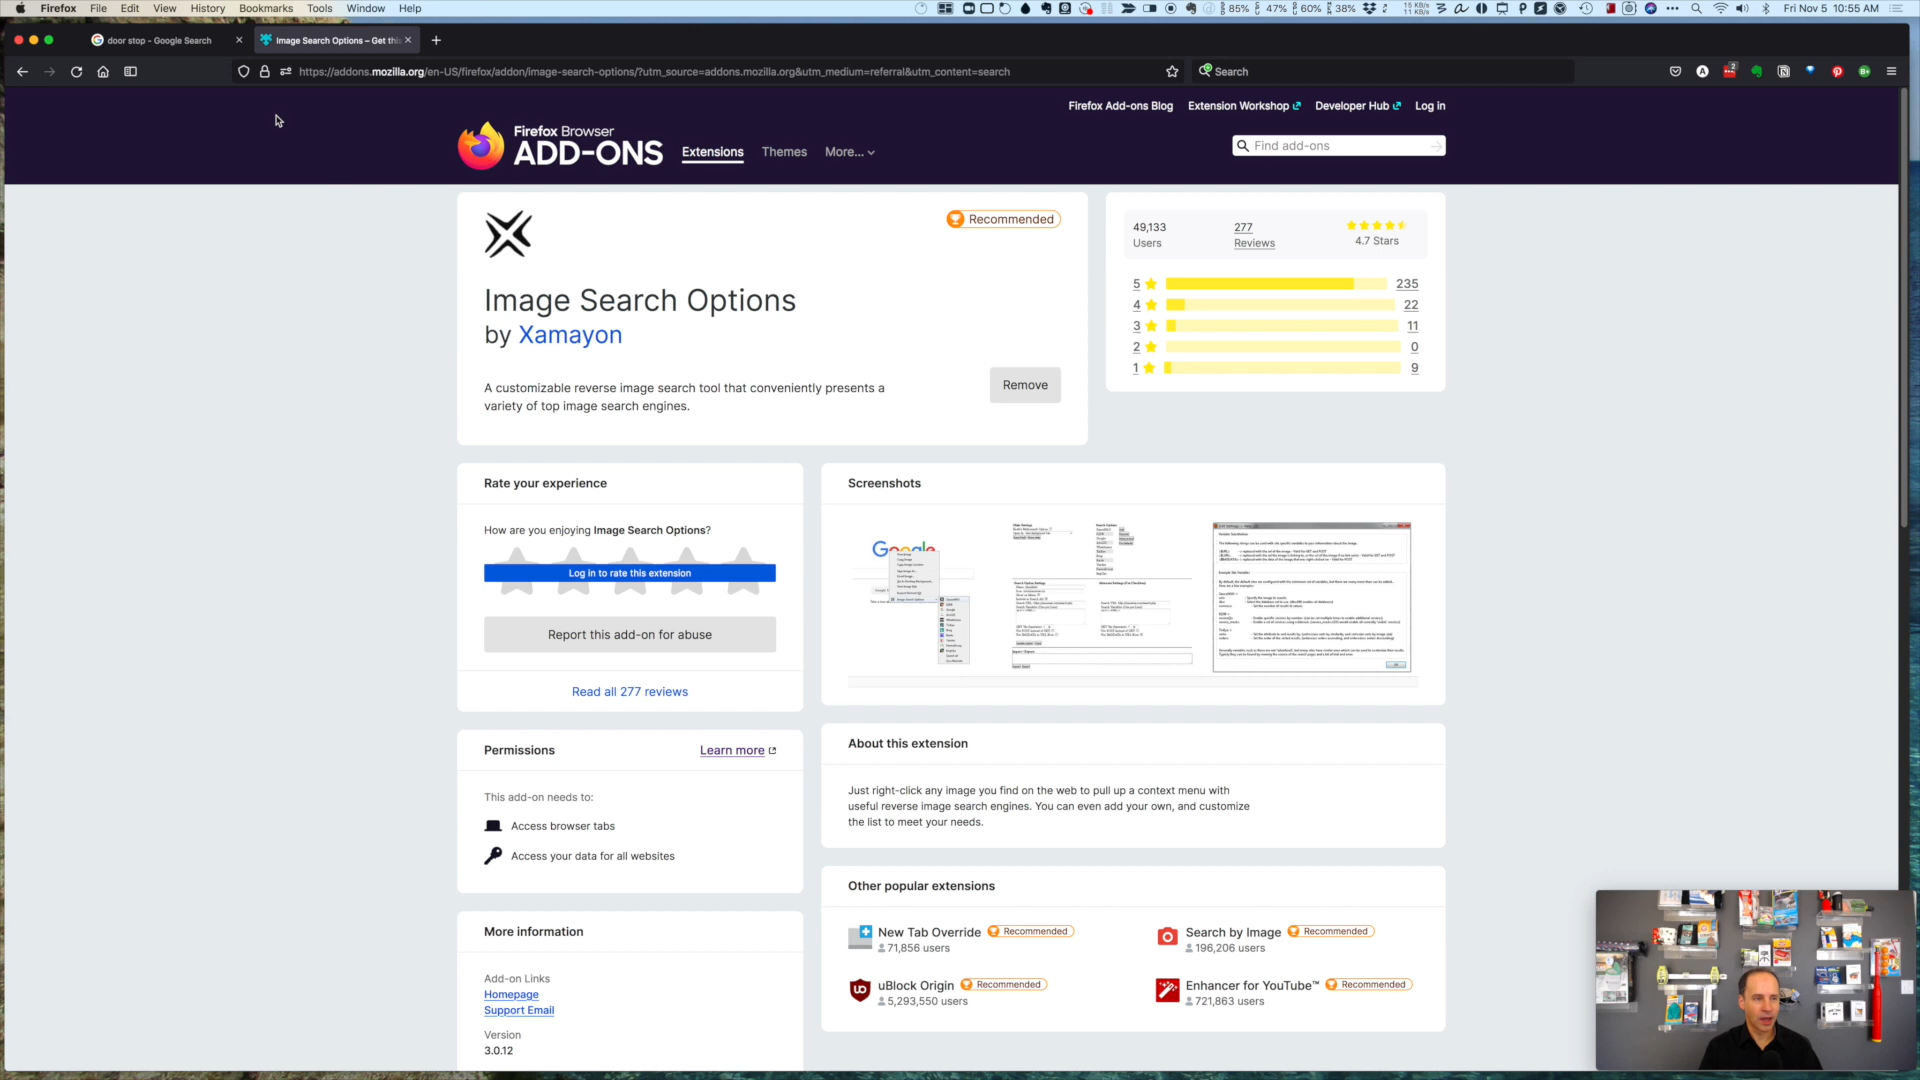 Firefox File Edit View History Bookmarks Tools Window Help
85% 47% 60% 38% 15 KB/s 11 KB/s Fri Nov 5 10:55 AM
door stop - Google Search
Image Search Options – Get this
https://addons.mozilla.org/en-US/firefox/addon/image-search-options/?utm_source=addons.mozilla.org&utm_medium=referral&utm_content=search
Search
Firefox Add-ons Blog Extension Workshop Developer Hub Log in
Firefox Browser
ADD-ONS
Extensions Themes More...
Find add-ons
Recommended
Image Search Options
by Xamayon
A customizable reverse image search tool that conveniently presents a
variety of top image search engines.
Remove
49,133
Users
277
Reviews
4.7 Stars
5 235
4 22
3 11
2 0
1 9
Rate your experience
How are you enjoying Image Search Options?
Log in to rate this extension
Report this add-on for abuse
Read all 277 reviews
Screenshots
Google
Permissions
Learn more
This add-on needs to:
Access browser tabs
Access your data for all websites
About this extension
Just right-click any image you find on the web to pull up a context menu with
useful reverse image search engines. You can even add your own, and customize
the list to meet your needs.
More information
Add-on Links
Homepage
Support Email
Version
3.0.12
Other popular extensions
New Tab Override Recommended
71,856 users
Search by Image Recommended
196,206 users
uBlock Origin Recommended
5,293,550 users
Enhancer for YouTube™ Recommended
721,863 users